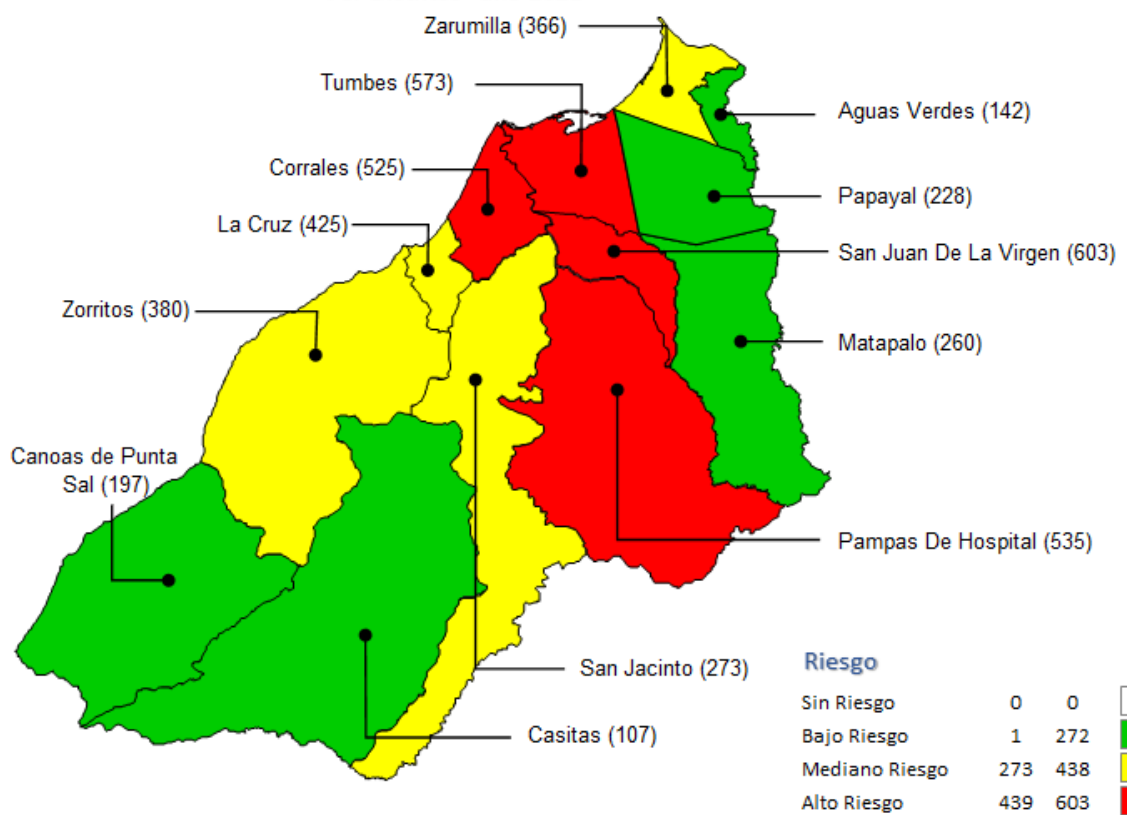 Zarumilla (366)
Tumbes (573)
Aguas Verdes (142)
Corrales (525)
Papayal (228)
La Cruz (425)
San Juan De La Virgen (603)
Zorritos (380)
Matapalo (260)
Canoas de Punta
Sal (197)
Pampas De Hospital (535)
San Jacinto (273)
Casitas (107)
Riesgo
Sin Riesgo 0 0
Bajo Riesgo 1 272
Mediano Riesgo 273 438
Alto Riesgo 439 603